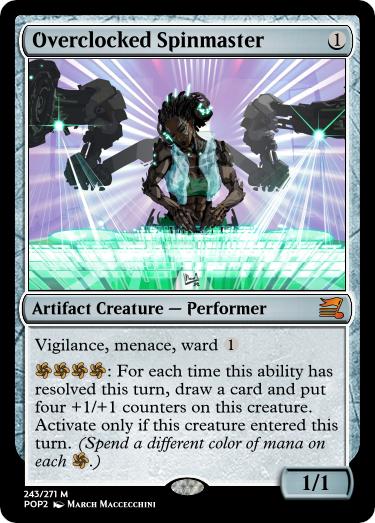 Overclocked Spinmaster 1
Artifact Creature — Performer
Vigilance, menace, ward 1
: For each time this ability has
resolved this turn, draw a card and put
four +1/+1 counters on this creature.
Activate only if this creature entered this
turn. (Spend a different color of mana on
each .)
1/1
243/271 M
POP2 March Maccecchini